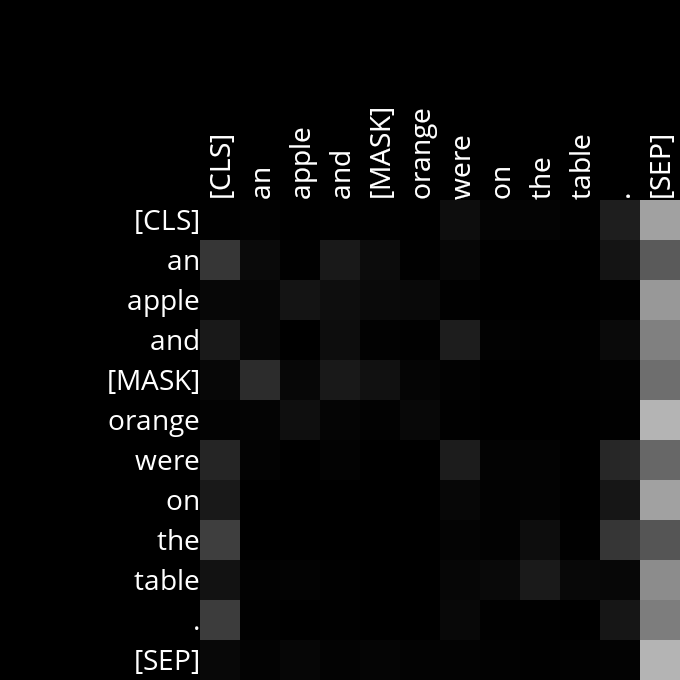 [CLS] an apple and [MASK] orange were on the table . [SEP]
[CLS]
an
apple
and
[MASK]
orange
were
on
the
table
.
[SEP]